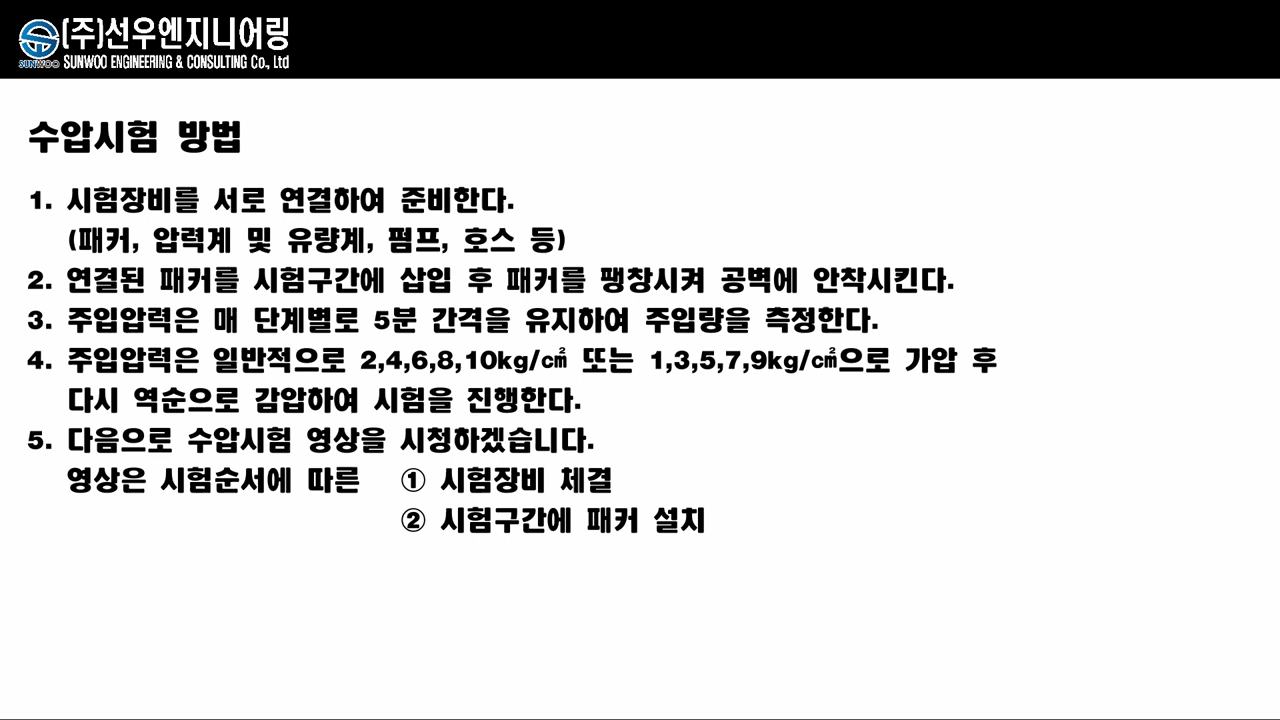 (주)선우엔지니어링
SUNWOO
SUNWOO ENGINEERING & CONSULTING Co., Ltd
수압시험 방법
1. 시험장비를 서로 연결하여 준비한다.
(패커, 압력계 및 유량계, 펌프, 호스 등)
2. 연결된 패커를 시험구간에 삽입 후 패커를 팽창시켜 공벽에 안착시킨다.
3. 주입압력은 매 단계별로 5분 간격을 유지하여 주입량을 측정한다.
4. 주입압력은 일반적으로 2,4,6,8,10kg/㎠ 또는 1,3,5,7,9kg/㎠으로 가압 후
다시 역순으로 감압하여 시험을 진행한다.
5. 다음으로 수압시험 영상을 시청하겠습니다.
영상은 시험순서에 따른 ① 시험장비 체결
② 시험구간에 패커 설치